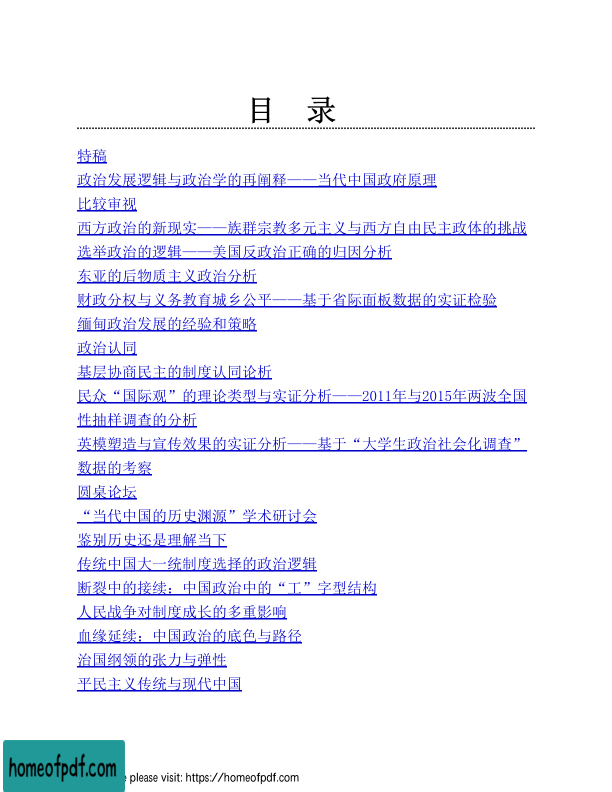 目 录
特稿
政治发展逻辑与政治学的再阐释——当代中国政府原理
比较审视
西方政治的新现实——族群宗教多元主义与西方自由民主政体的挑战
选举政治的逻辑——美国反政治正确的归因分析
东亚的后物质主义政治分析
财政分权与义务教育城乡公平——基于省际面板数据的实证检验
缅甸政治发展的经验和策略
政治认同
基层协商民主的制度认同论析
民众“国际观”的理论类型与实证分析——2011年与2015年两波全国
性抽样调查的分析
英模塑造与宣传效果的实证分析——基于“大学生政治社会化调查”
数据的考察
圆桌论坛
“当代中国的历史渊源”学术研讨会
鉴别历史还是理解当下
传统中国大一统制度选择的政治逻辑
断裂中的接续：中国政治中的“工”字型结构
人民战争对制度成长的多重影响
血缘延续：中国政治的底色与路径
治国纲领的张力与弹性
平民主义传统与现代中国
homeofpdf.com
e please visit: https://homeofpdf.com